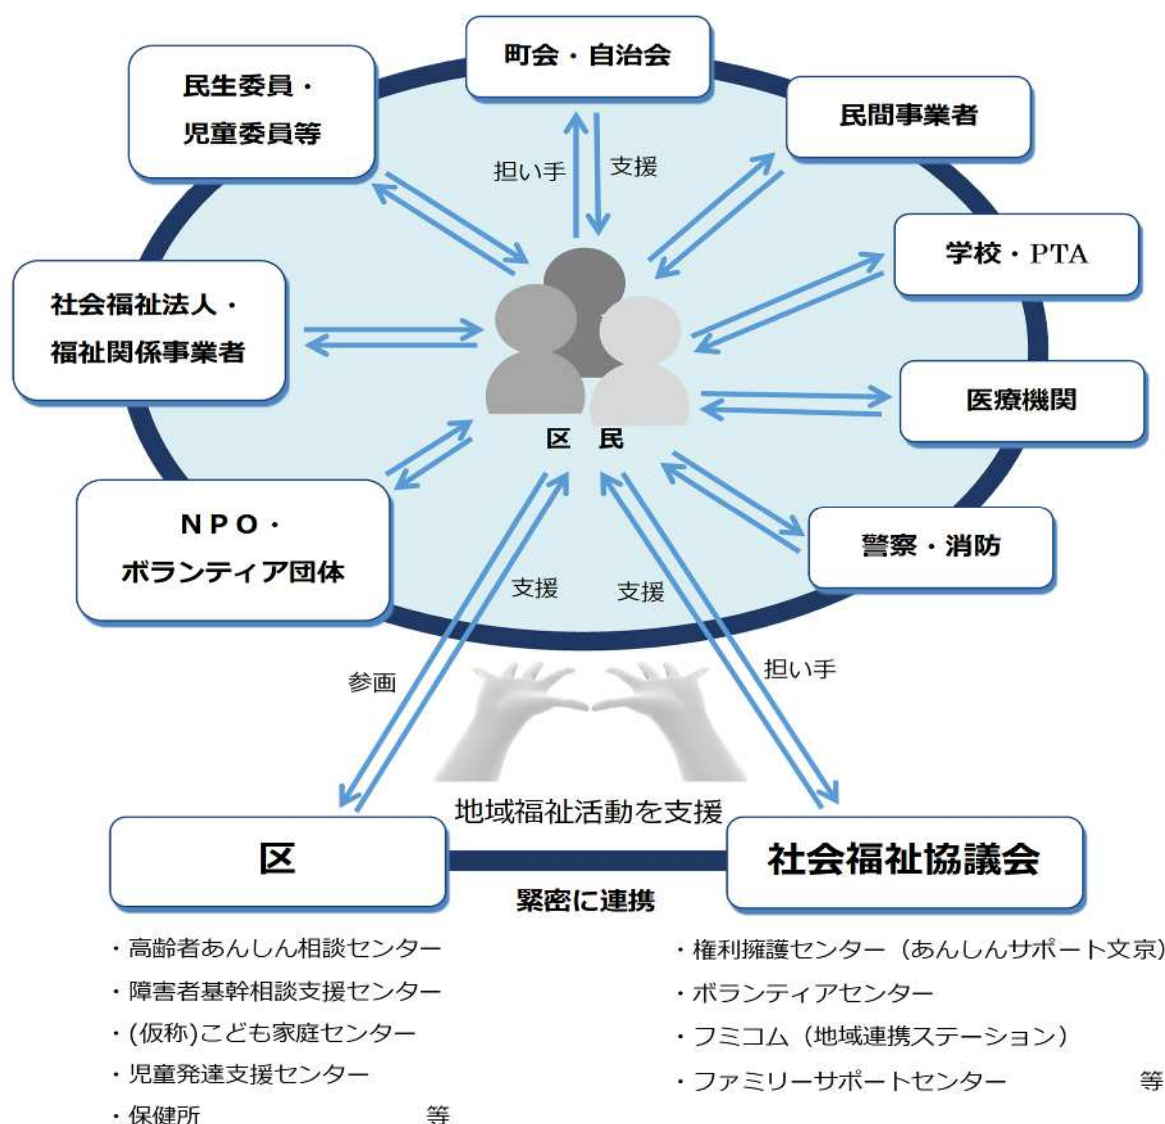 町会・自治会
民生委員・
児童委員等
民間事業者
担い手
支援
学校・PTA
社会福祉法人・
福祉関係事業者
医療機関
区 民
NPO・
ボランティア団体
警察・消防
支援
支援
参画
担い手
地域福祉活動を支援
区
社会福祉協議会
緊密に連携
・高齢者あんしん相談センター
・障害者基幹相談支援センター
・(仮称)こども家庭センター
・児童発達支援センター
・保健所 等
・権利擁護センター（あんしんサポート文京）
・ボランティアセンター
・フミコム（地域連携ステーション）
・ファミリーサポートセンター 等